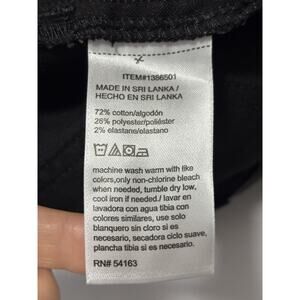 ITEM#1386501
MADE IN SRI LANKA/
HECHO EN SRI LANKA
72% cotton/algodón
26% polyester/poliéster
2% elastane/elastano
machine wash warm with like
colors,only non-chlorine bleach
when needed, tumble dry low,
cool iron if needed./ lavar en
lavadora con agua tibia con
colores similares, use solo
blanquero sin cloro si es
necesario, secadora ciclo suave,
plancha tibia si es necesario.
RN# 54163